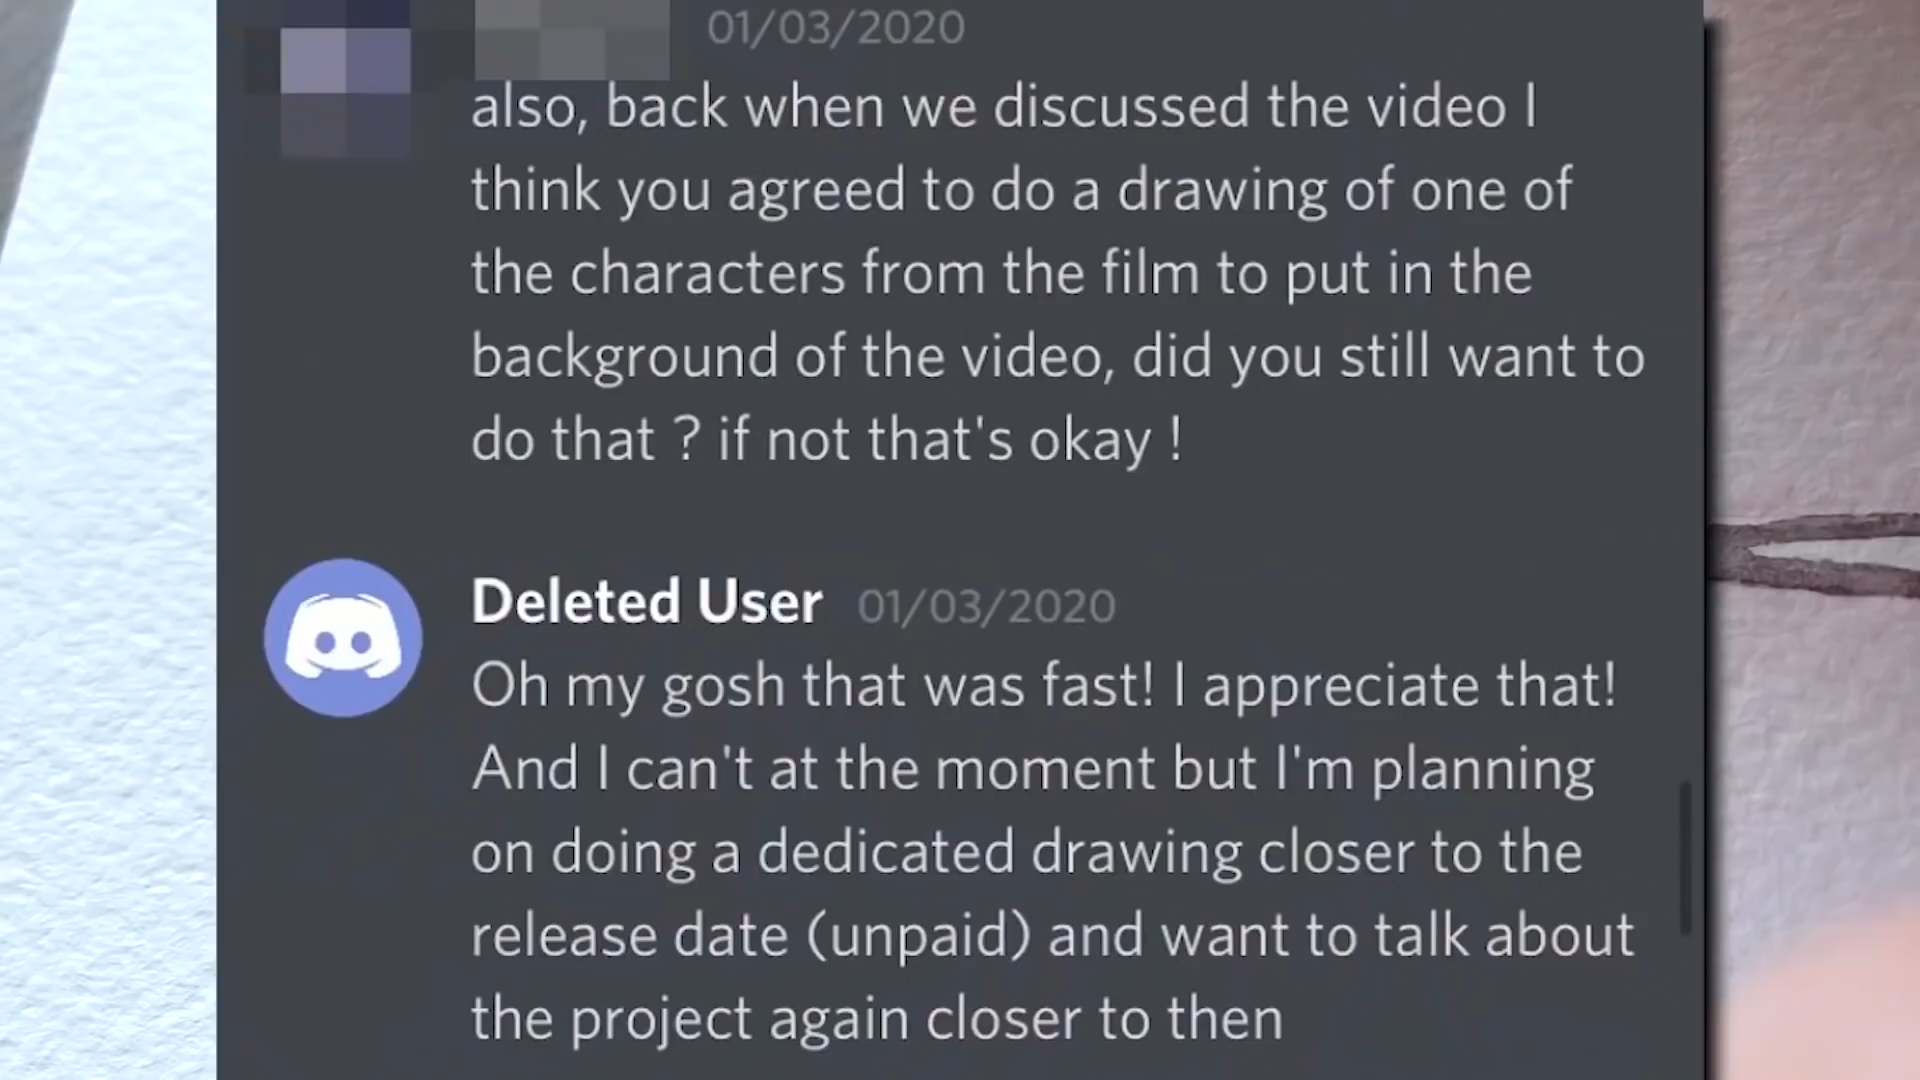 01/03/2020
also, back when we discussed the video I
think you agreed to do a drawing of one of
the characters from the film to put in the
background of the video, did you still want to
do that ? if not that's okay !
Deleted User 01/03/2020
Oh my gosh that was fast! I appreciate that!
And I can't at the moment but I'm planning
on doing a dedicated drawing closer to the
release date (unpaid) and want to talk about
the project again closer to then